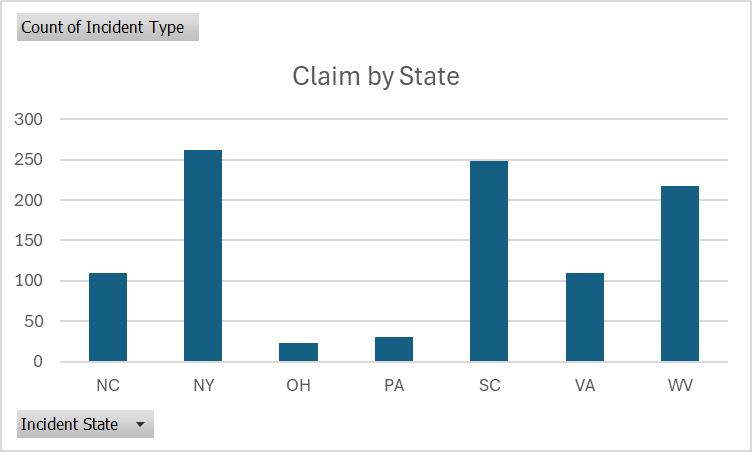 Count of Incident Type
Claim by State
300
250
200
150
100
50
0
NC NY OH PA SC VA WV
Incident State